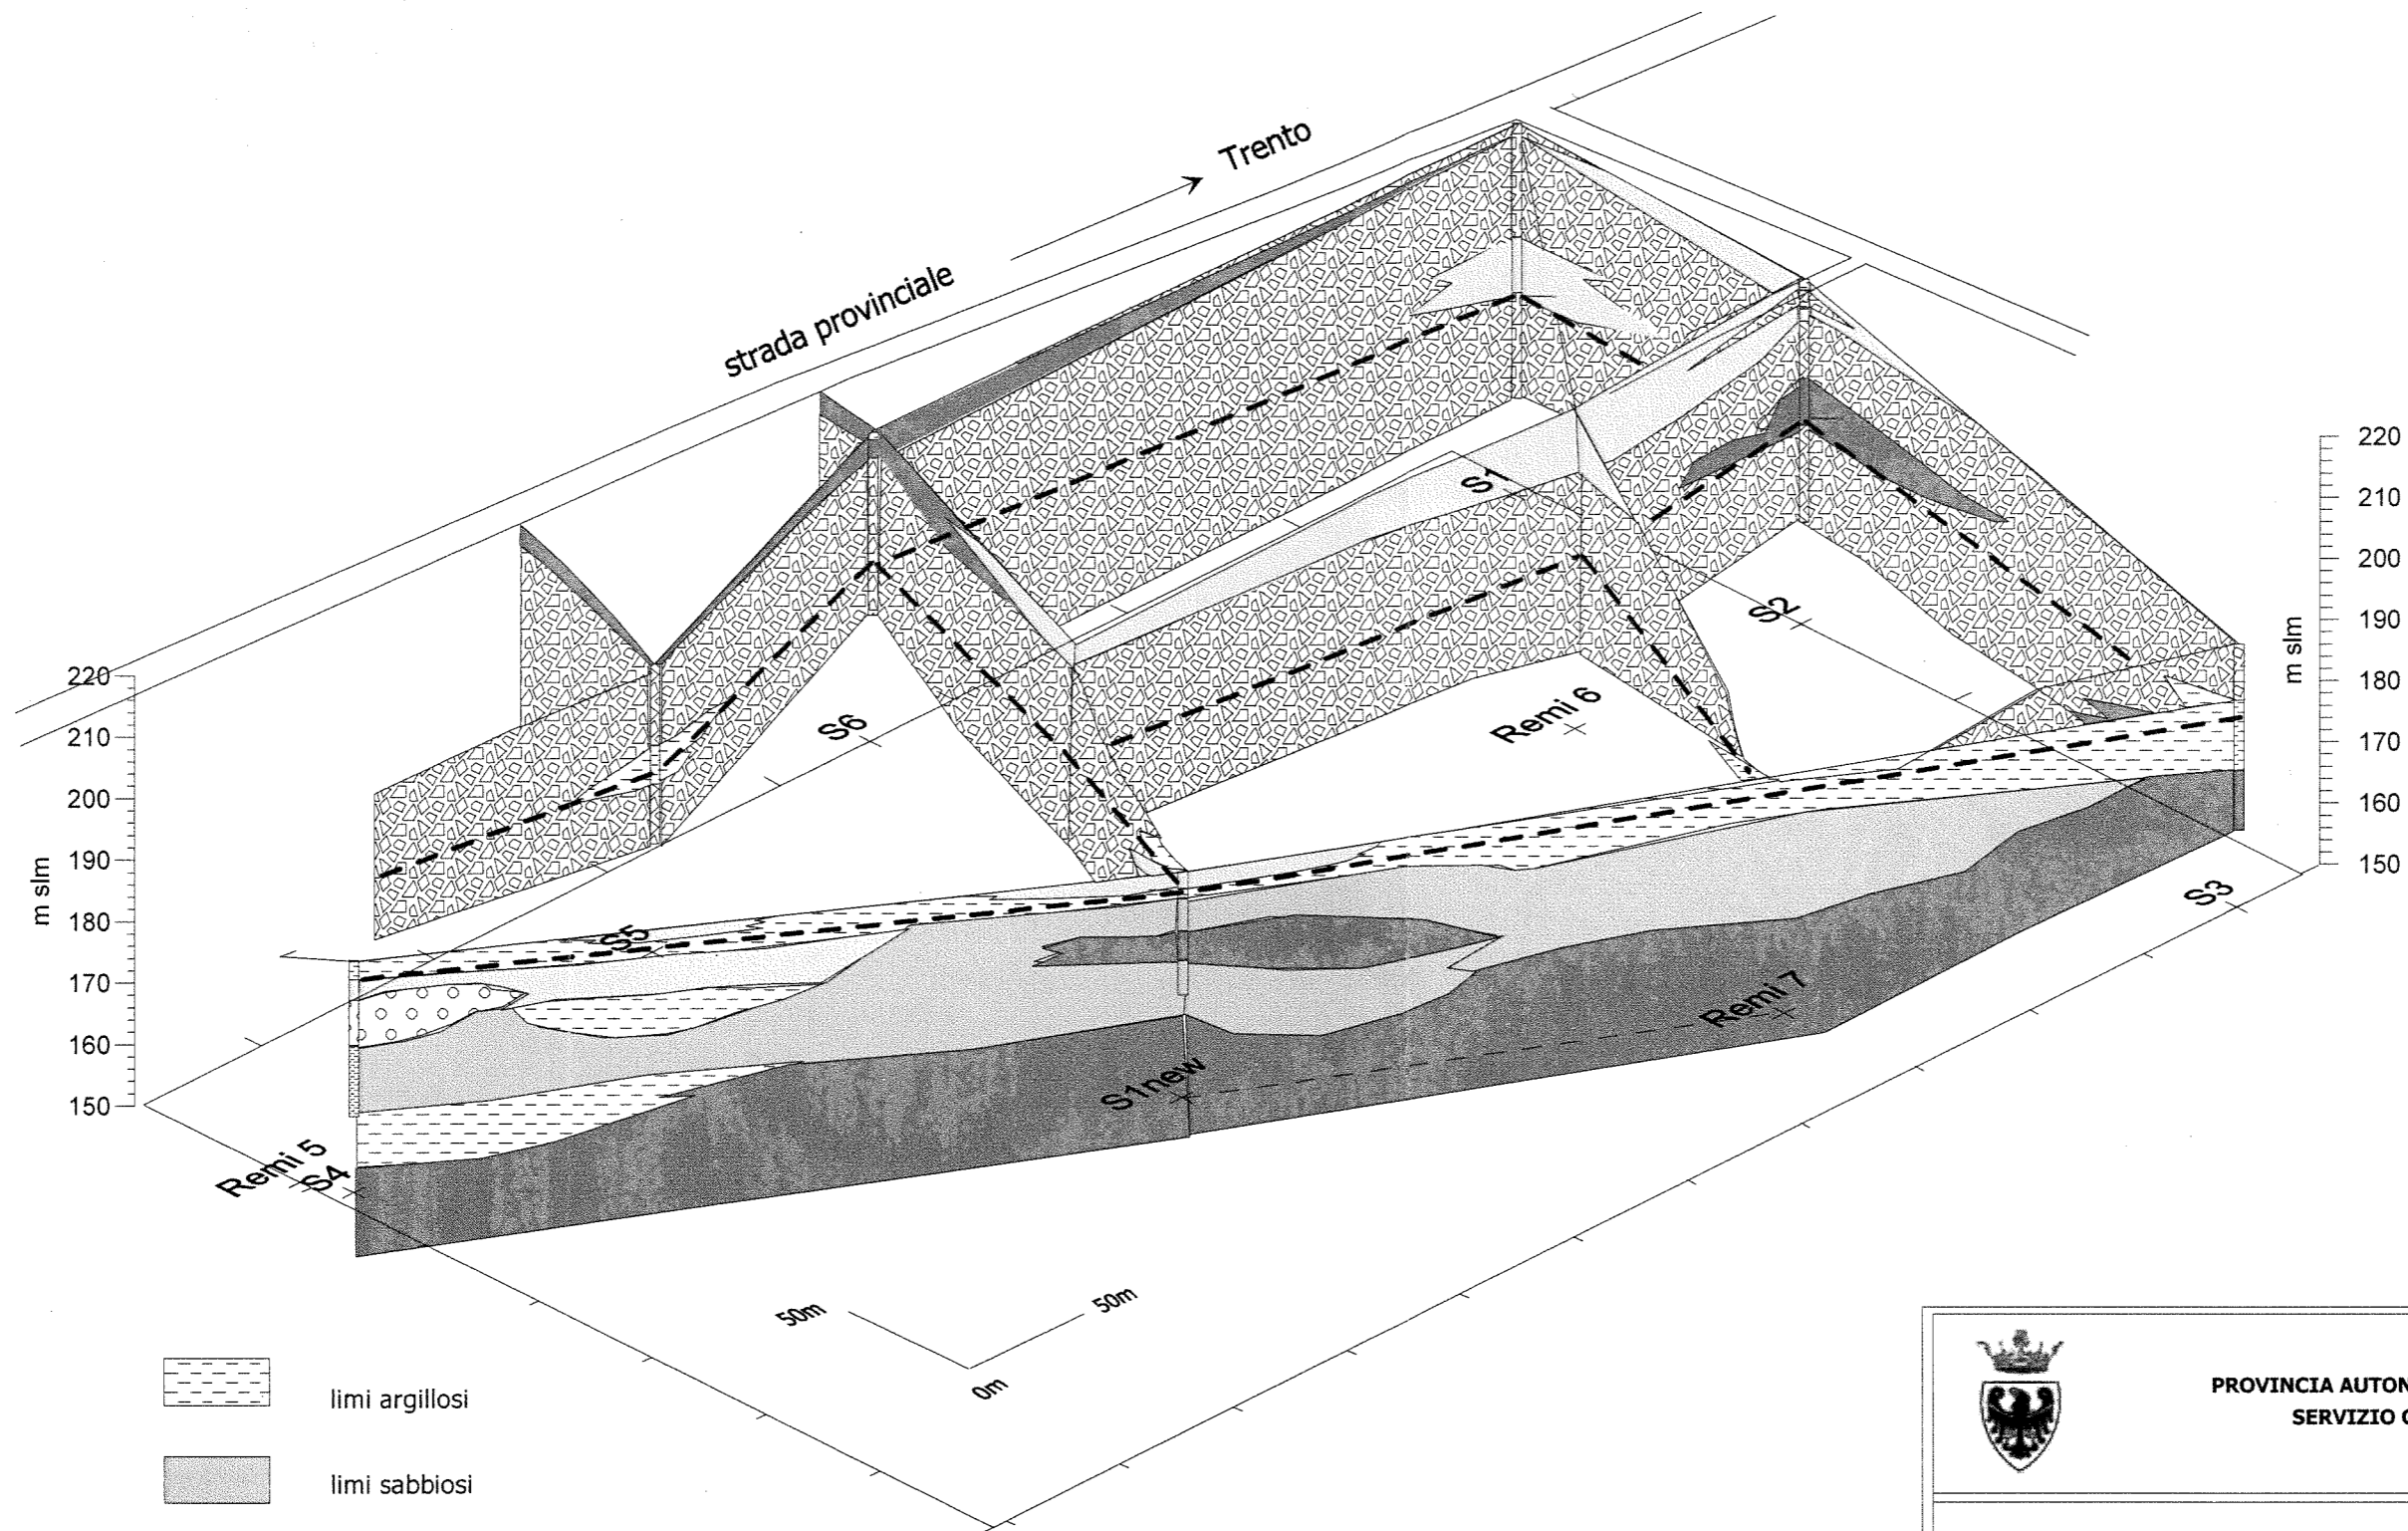 Trento
strada provinciale
S1
S2
S6
Remi 6
S5
S3
Remi 7
S1new
Remi 5
S4
220
210
200
190
180
170
160
150
m slm
220
210
200
190
180
170
160
150
m slm
50m
50m
0m
limi argillosi
limi sabbiosi
PROVINCIA AUTON
SERVIZIO